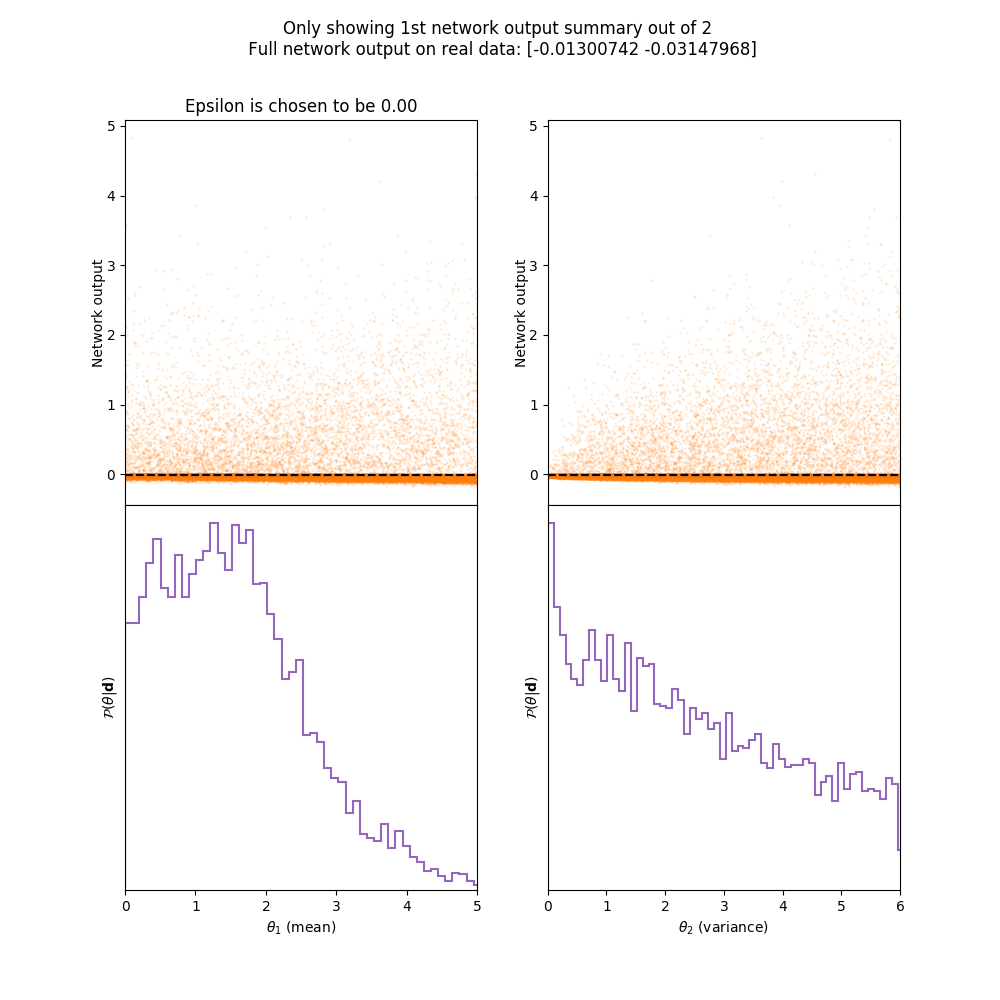 Only showing 1st network output summary out of 2
Full network output on real data: [-0.01300742 -0.03147968]
Epsilon is chosen to be 0.00
5
4
3
2
1
0
Network output
5
4
3
2
1
0
Network output
𝒫(θ|𝐝)
0 1 2 3 4 5
θ₁ (mean)
𝒫(θ|𝐝)
0 1 2 3 4 5 6
θ₂ (variance)